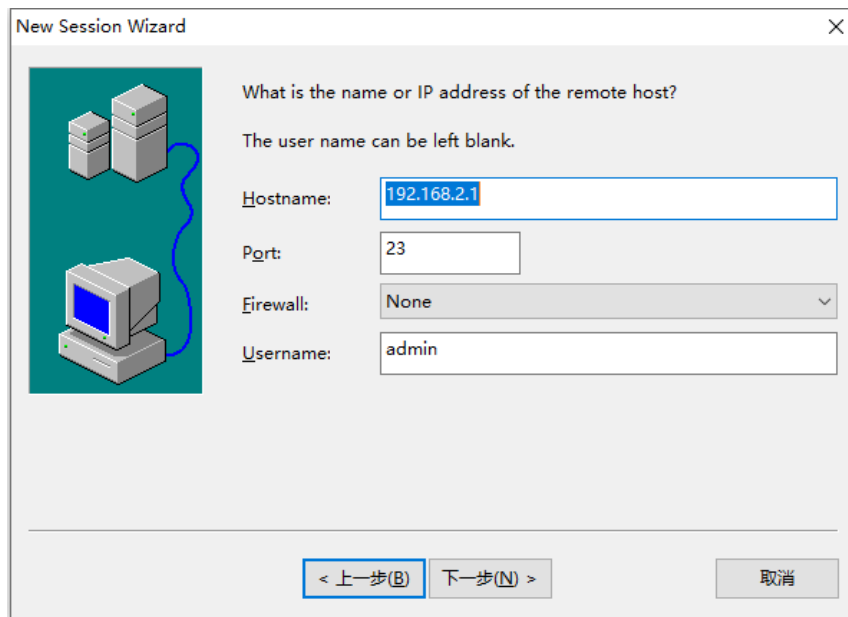 New Session Wizard
What is the name or IP address of the remote host?
The user name can be left blank.
Hostname: 192.168.2.1
Port: 23
Firewall: None
Username: admin
< 上一步(B) 下一步(N) > 取消